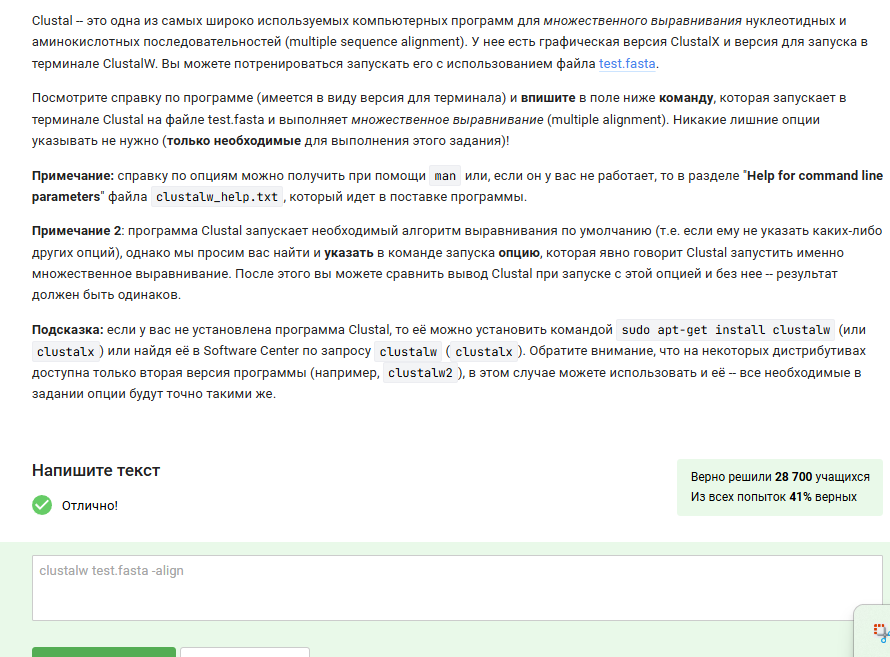 Clustal -- это одна из самых широко используемых компьютерных программ для множественного выравнивания нуклеотидных и
аминокислотных последовательностей (multiple sequence alignment). У нее есть графическая версия ClustalX и версия для запуска в
терминале ClustalW. Вы можете потренироваться запускать его с использованием файла test.fasta.
Посмотрите справку по программе (имеется в виду версия для терминала) и впишите в поле ниже команду, которая запускает в
терминале Clustal на файле test.fasta и выполняет множественное выравнивание (multiple alignment). Никакие лишние опции
указывать не нужно (только необходимые для выполнения этого задания)!
Примечание: справку по опциям можно получить при помощи man или, если он у вас не работает, то в разделе "Help for command line
parameters" файла clustalw_help.txt, который идет в поставке программы.
Примечание 2: программа Clustal запускает необходимый алгоритм выравнивания по умолчанию (т.е. если ему не указать каких-либо
других опций), однако мы просим вас найти и указать в команде запуска опцию, которая явно говорит Clustal запустить именно
множественное выравнивание. После этого вы можете сравнить вывод Clustal при запуске с этой опцией и без нее -- результат
должен быть одинаков.
Подсказка: если у вас не установлена программа Clustal, то её можно установить командой sudo apt-get install clustalw (или
clustalx) или найдя её в Software Center по запросу clustalw (clustalx). Обратите внимание, что на некоторых дистрибутивах
доступна только вторая версия программы (например, clustalw2), в этом случае можете использовать и её -- все необходимые в
задании опции будут точно такими же.
Напишите текст
Верно решили 28 700 учащихся
Из всех попыток 41% верных
Отлично!
clustalw test.fasta -align